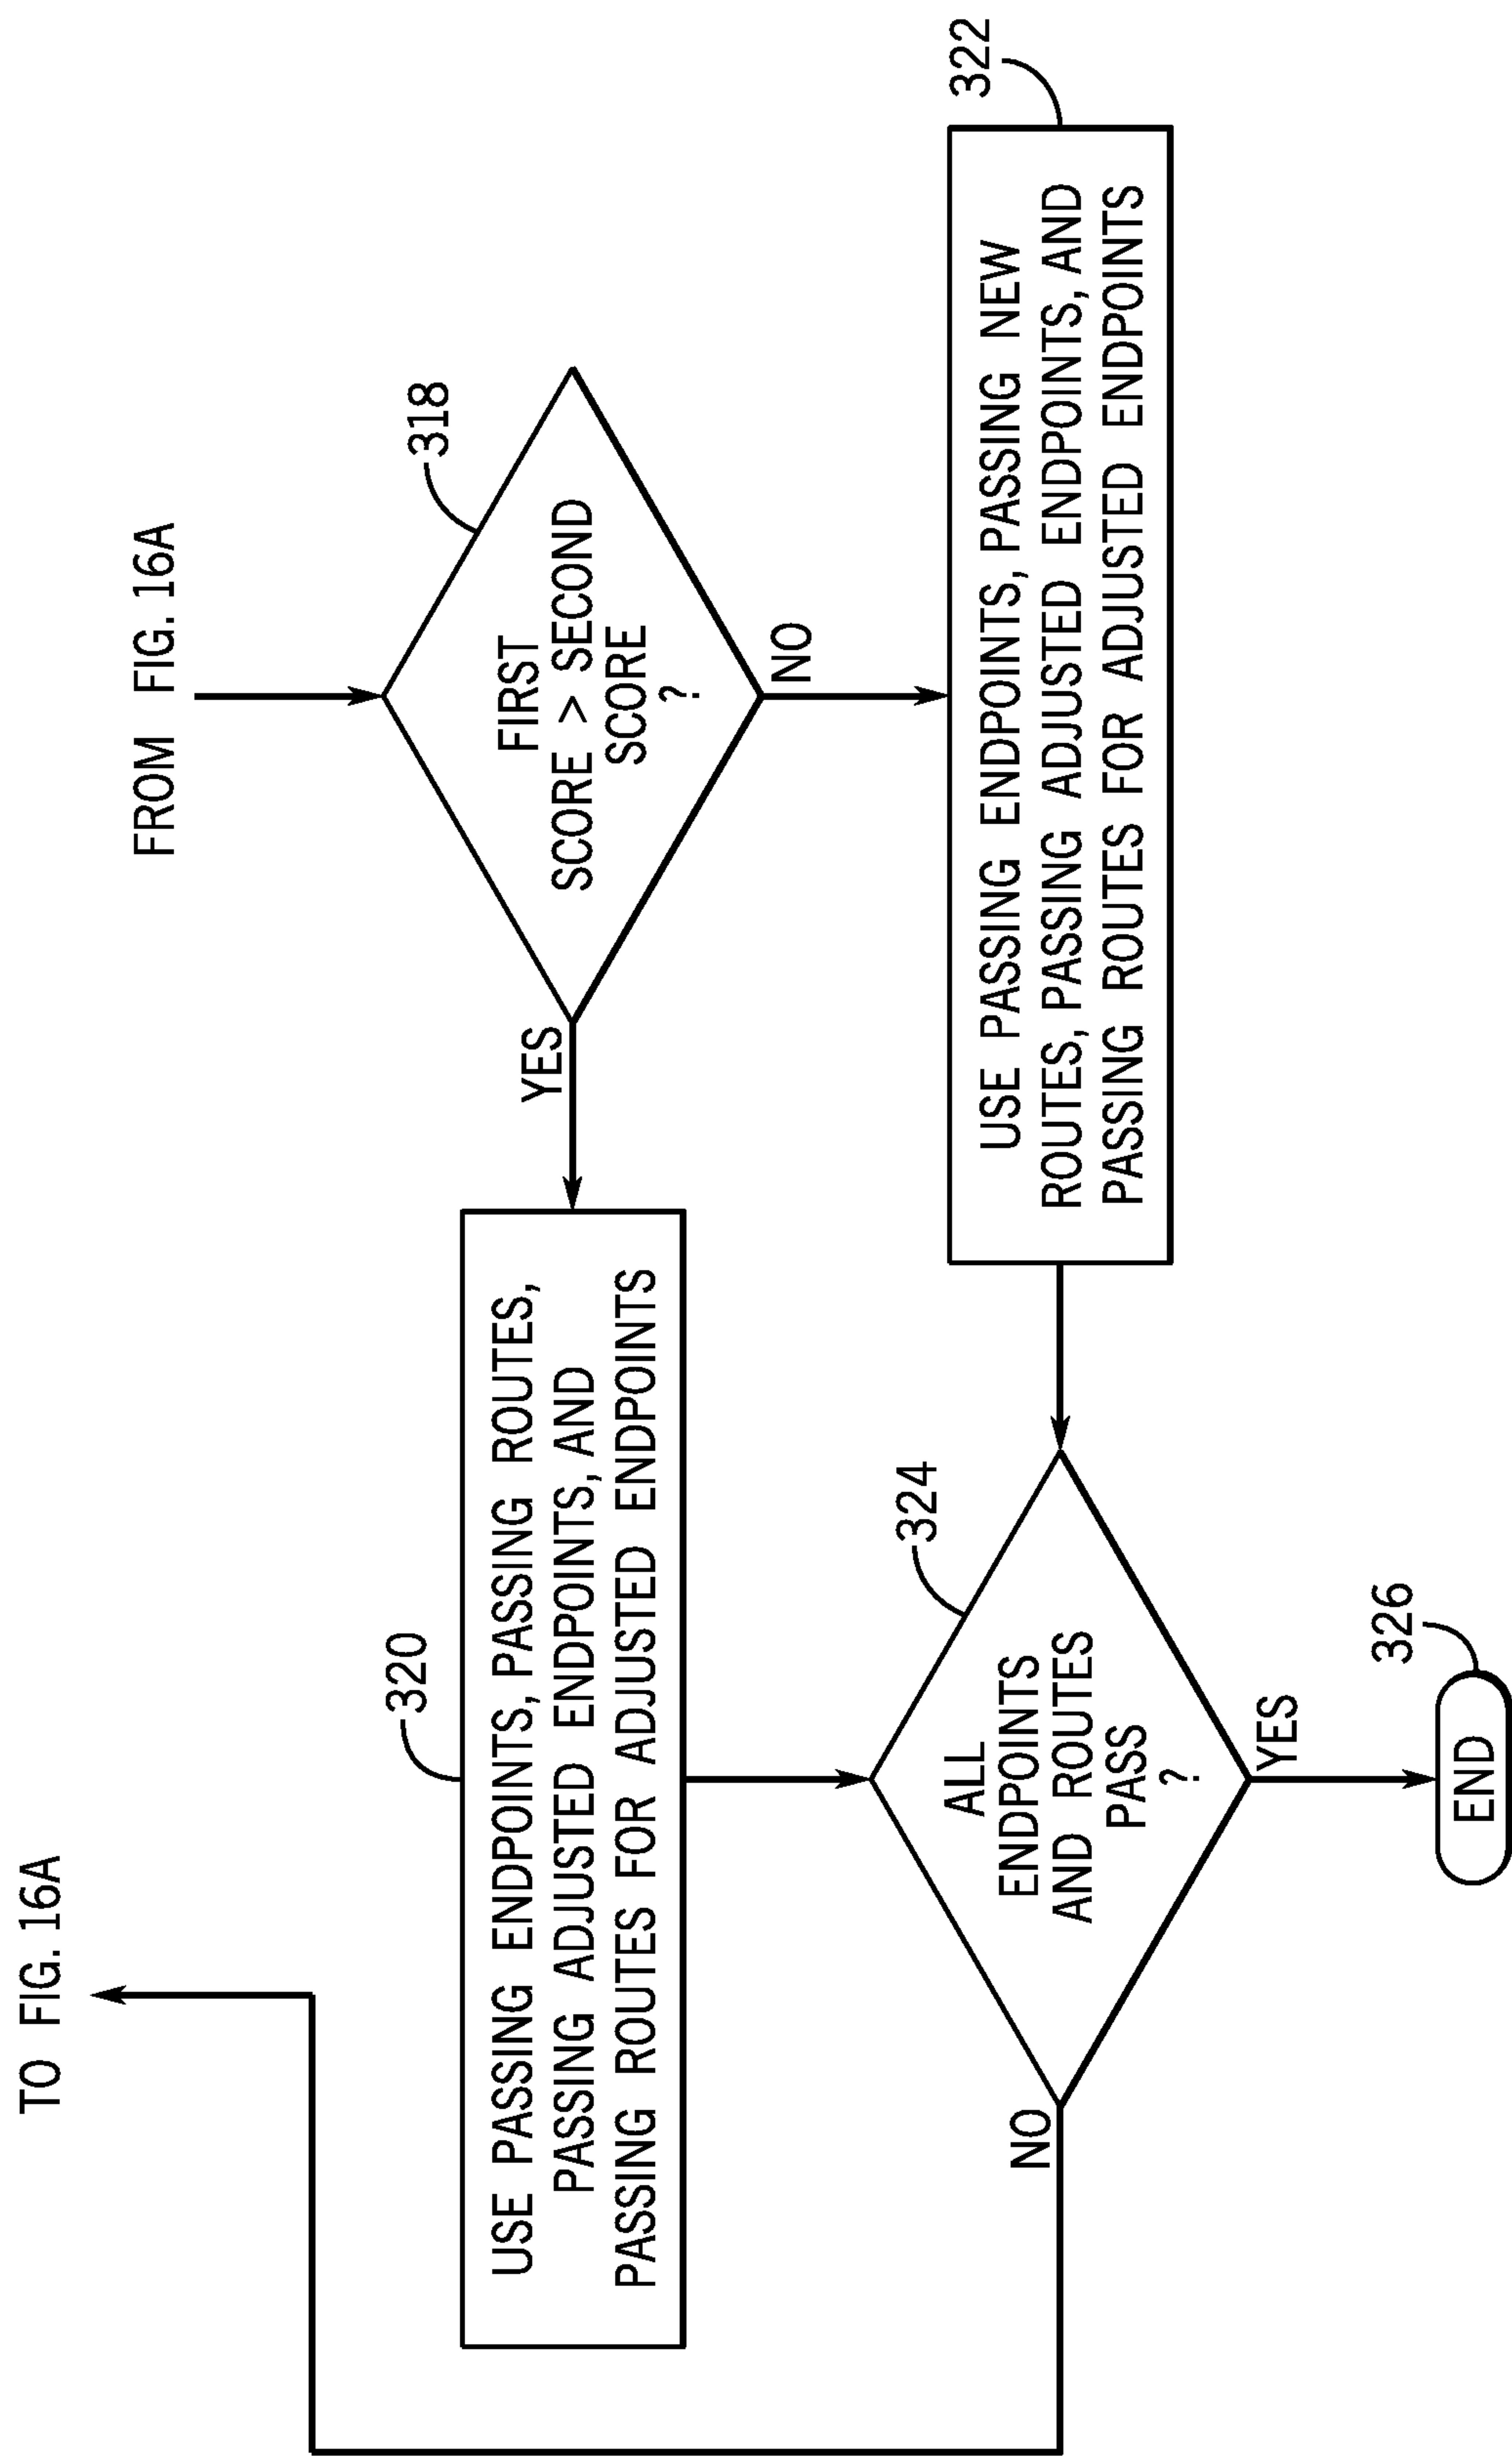 TO FIG. 16A
FROM FIG. 16A
318
FIRST
SCORE > SECOND
SCORE
?
YES
NO
320
USE PASSING ENDPOINTS, PASSING ROUTES,
PASSING ADJUSTED ENDPOINTS, AND
PASSING ROUTES FOR ADJUSTED ENDPOINTS
322
USE PASSING ENDPOINTS, PASSING NEW
ROUTES, PASSING ADJUSTED ENDPOINTS, AND
PASSING ROUTES FOR ADJUSTED ENDPOINTS
324
ALL
ENDPOINTS
AND ROUTES
PASS
?
NO
YES
326
END